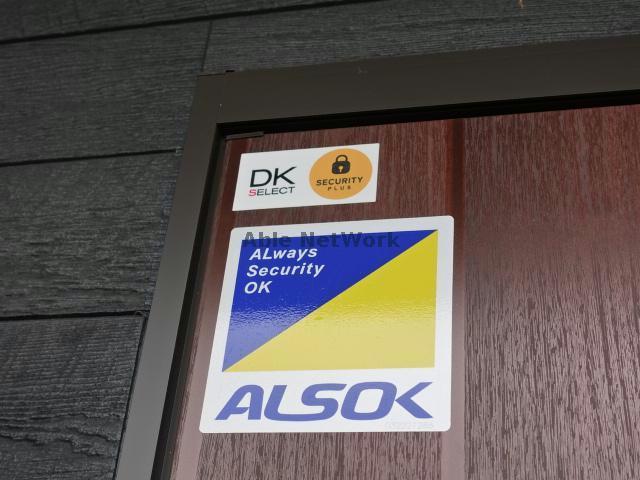 DK
SELECT
SECURITY
PLUS
Able NetWork
ALways
Security
OK
ALSOK